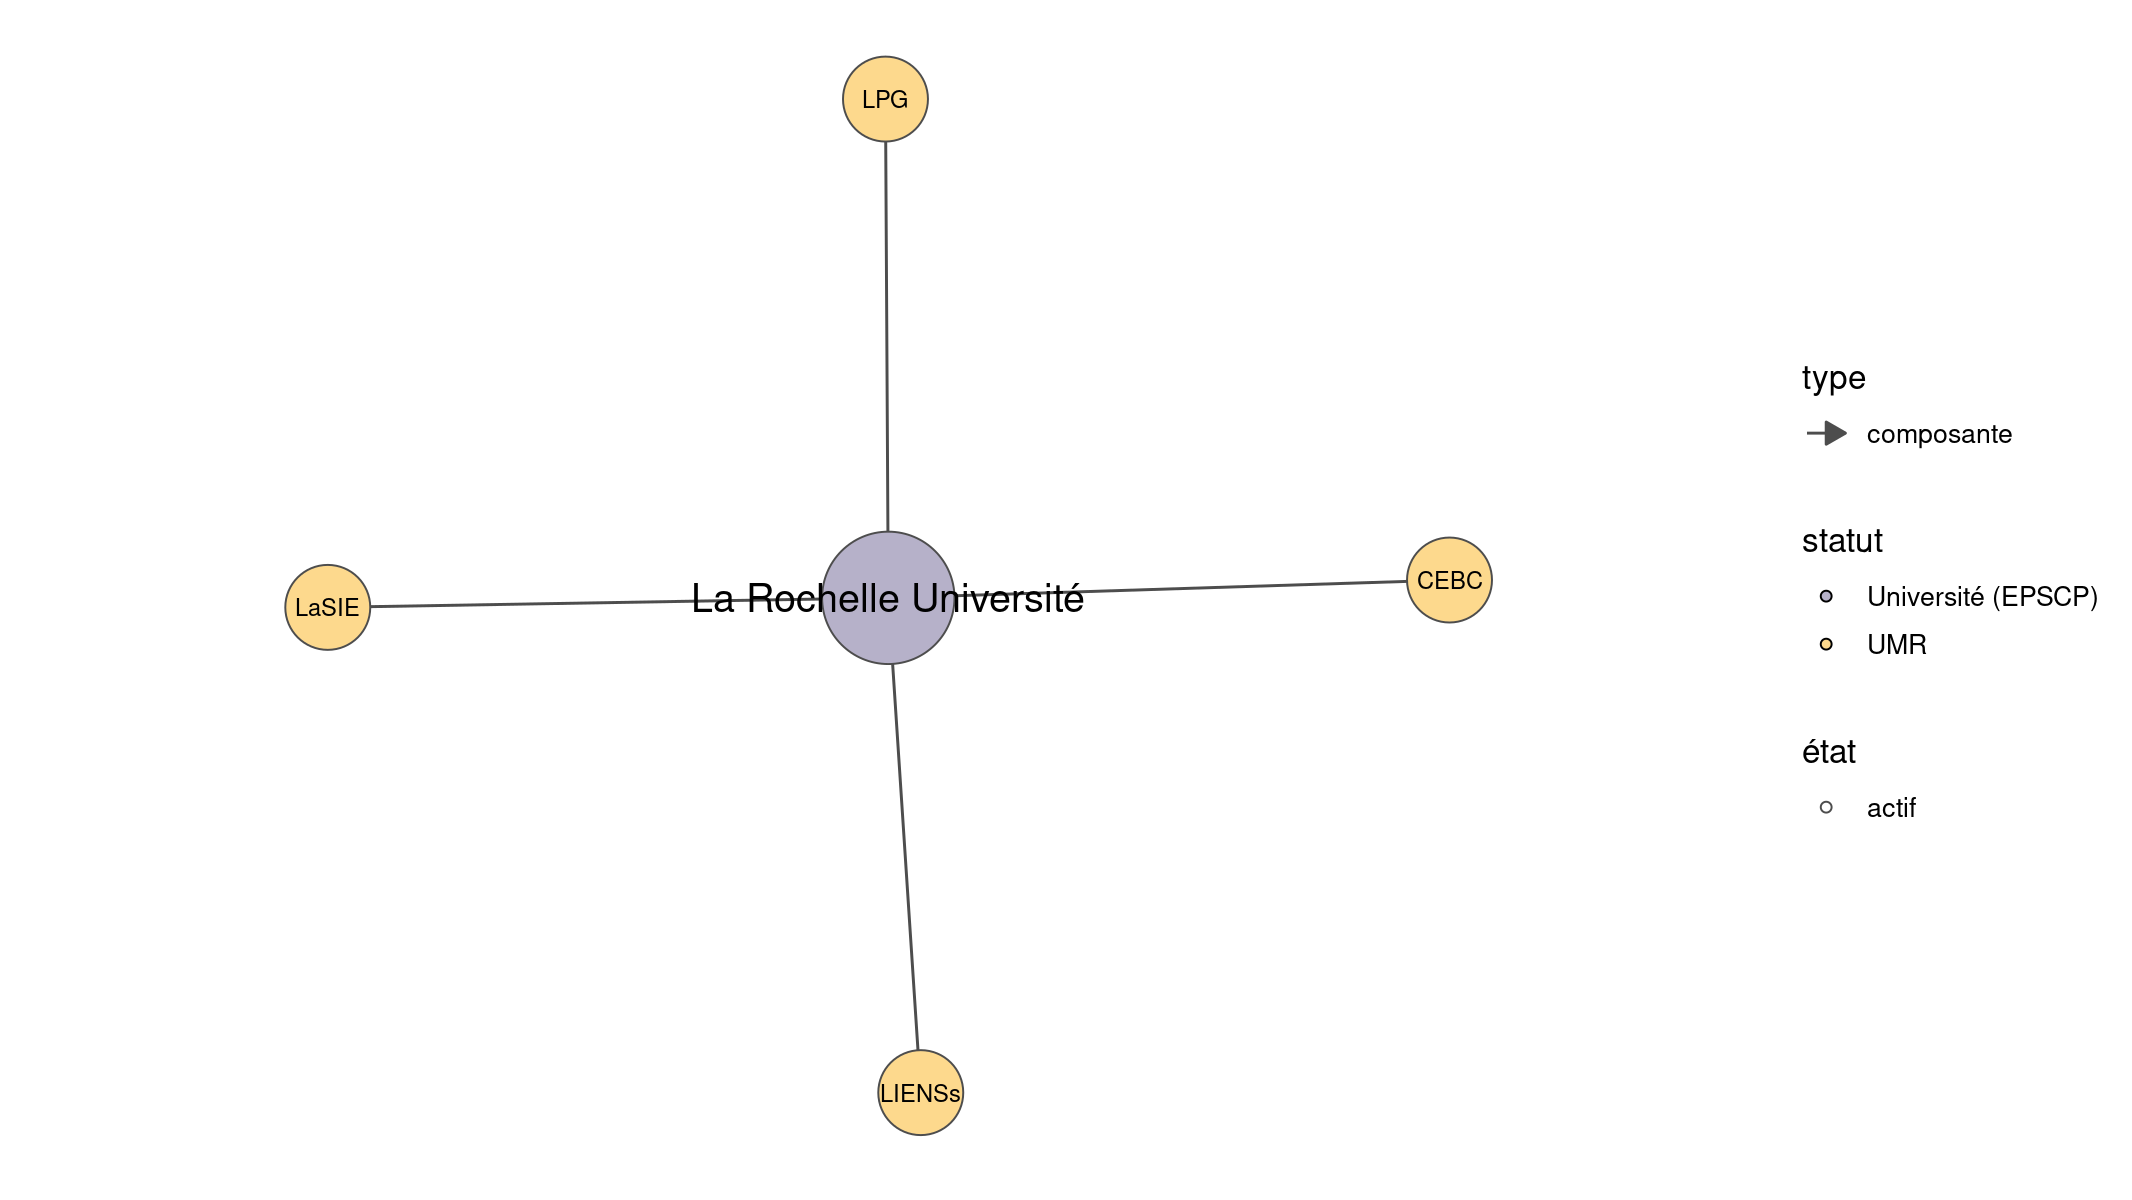 LPG
LaSIE
La Rochelle Université
CEBC
LIENSs
type
composante
statut
Université (EPSCP)
UMR
état
actif